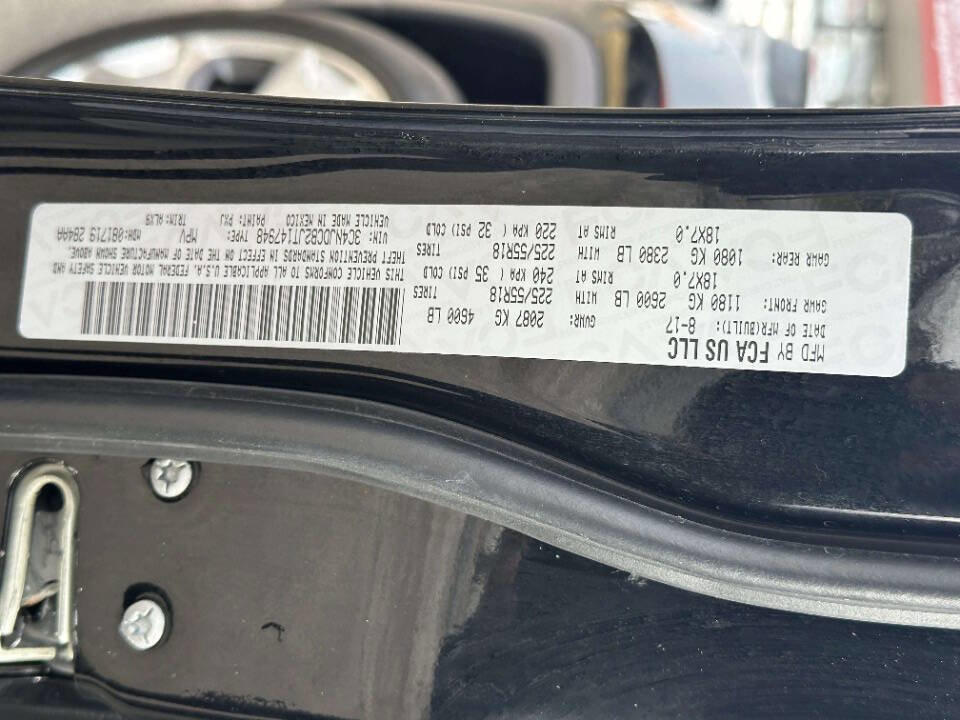 MFD BY FCA US LLC
DATE OF MFR(BUILT): 8-17 GVWR: 2087 KG 4600 LB
GAWR FRONT: 1180 KG 2600 LB WITH 225/55R18 TIRES
18X7.0 RIMS AT 240 KPA ( 35 PSI) COLD
GAWR REAR: 1080 KG 2380 LB WITH 225/55R18 TIRES
18X7.0 RIMS AT 220 KPA ( 32 PSI) COLD
THIS VEHICLE CONFORMS TO ALL APPLICABLE U.S.A. FEDERAL MOTOR VEHICLE SAFETY AND
THEFT PREVENTION STANDARDS IN EFFECT ON THE DATE OF MANUFACTURE SHOWN ABOVE.
VIN: 3C4NJDCB2JT147948 TYPE: MPV MDH:081719 284AA
VEHICLE MADE IN MEXICO PAINT: PXJ TRIM:ALX9